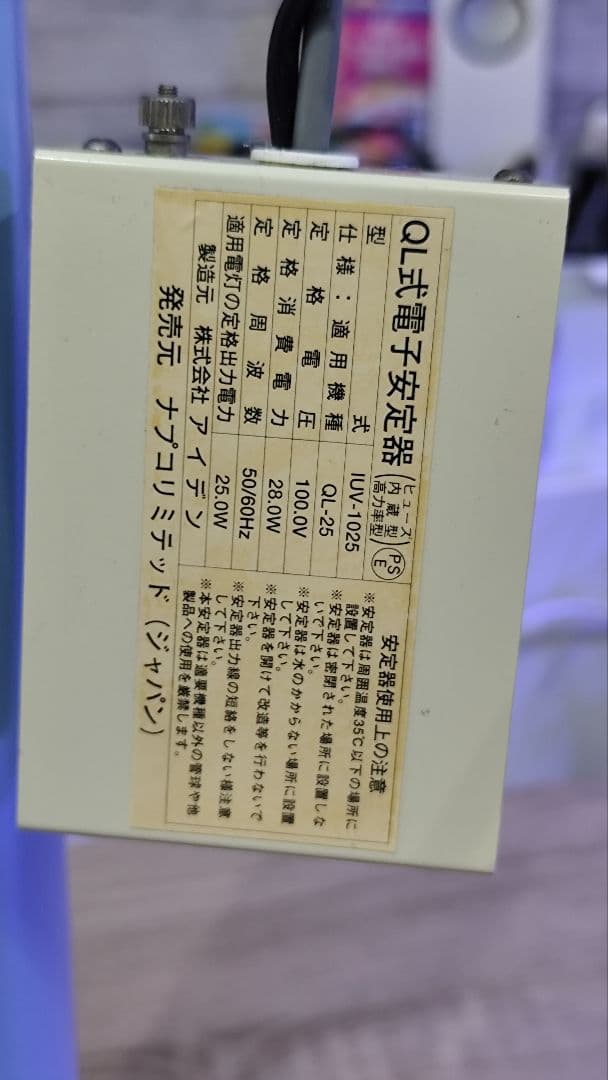 QL式電子安定器 (ヒューズ内蔵型 高力率型) PSE
型式 IUV-1025
仕様：適用機種 QL-25
定格電圧 100.0V
定格消費電力 28.0W
定格周波数 50/60Hz
適用電灯の定格出力電力 25.0W
製造元 株式会社アイデン
発売元 ナプコリミテッド(ジャパン)
安定器使用上の注意
※安定器は周囲温度35℃以下の場所に
設置して下さい。
※安定器は密閉された場所に設置しな
いで下さい。
※安定器は水のかからない場所に設置
して下さい。
※安定器を開けて改造等を行わないで
下さい。
※安定器出力線の短絡をしない様注意
して下さい。
※本安定器は適要機種以外の管球や他
製品への使用を厳禁します。